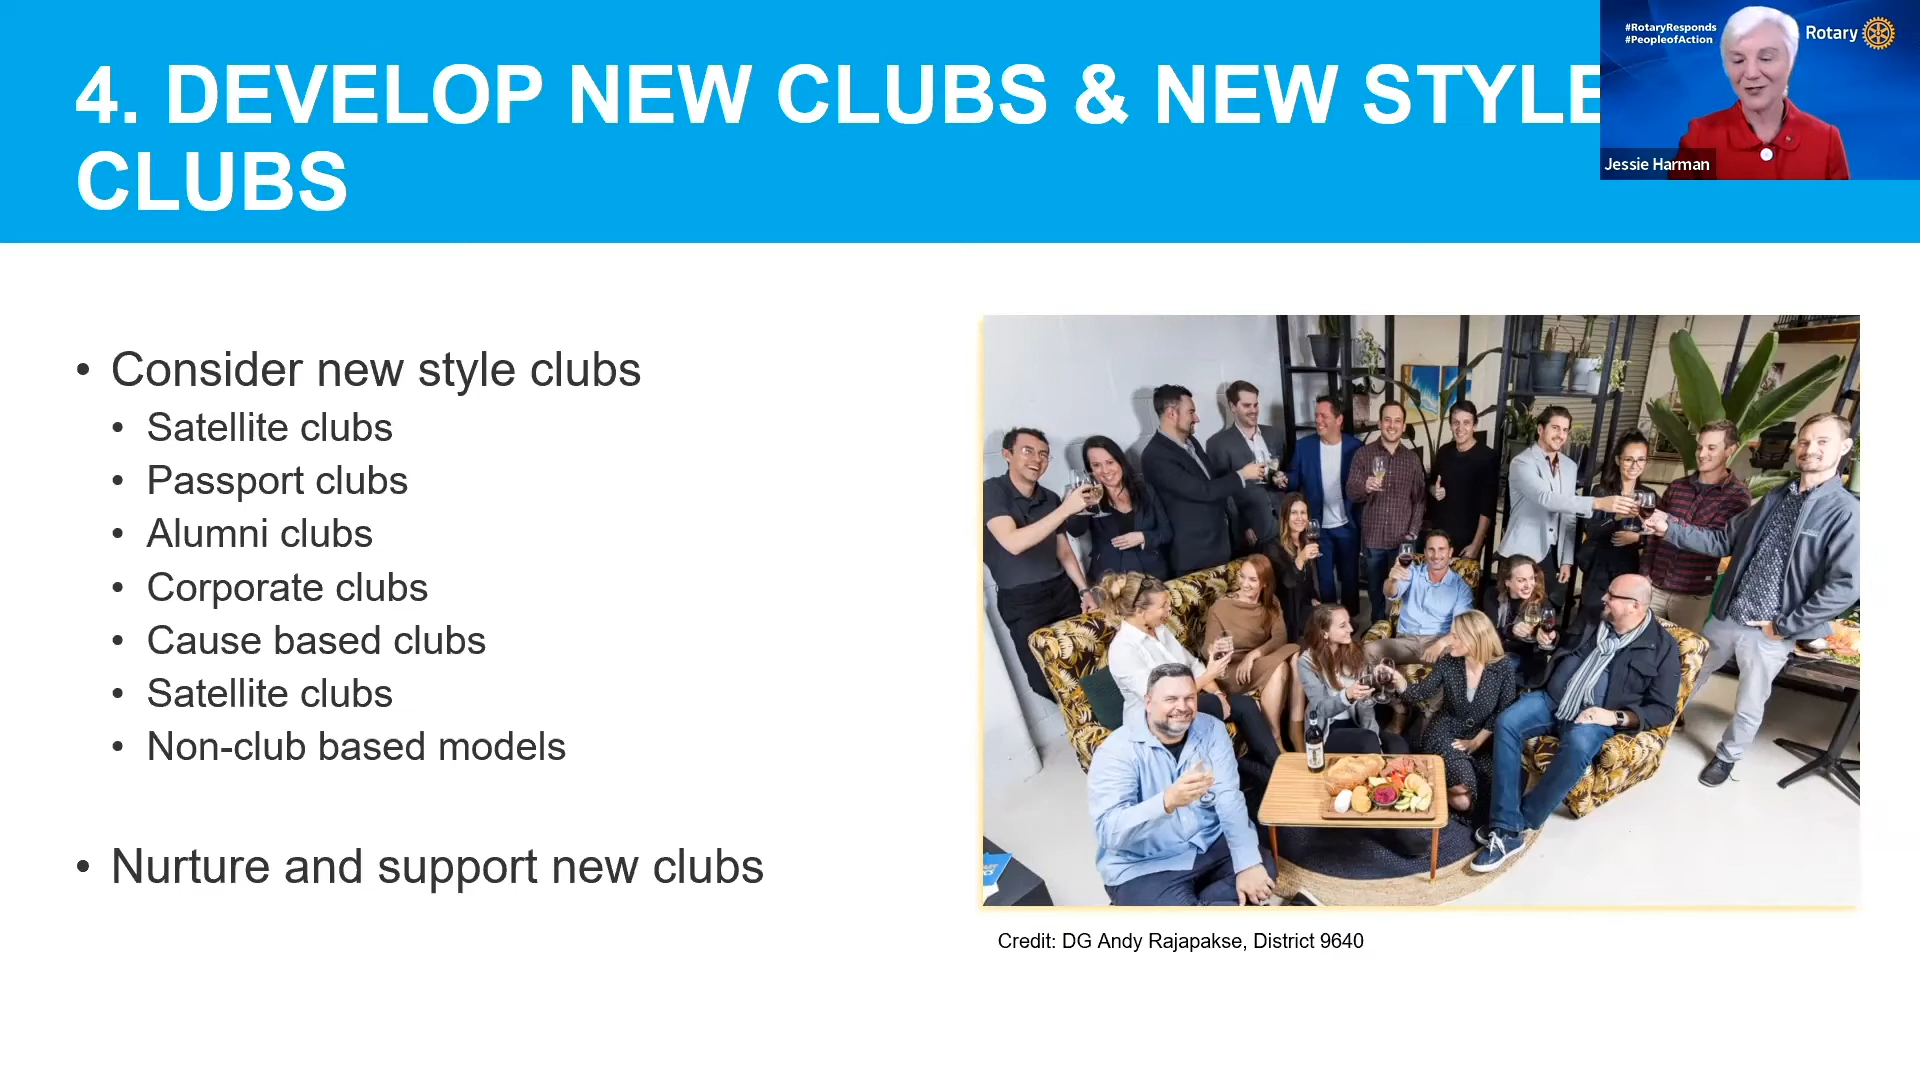 4. DEVELOP NEW CLUBS & NEW STYLE
CLUBS
#RotaryResponds
#PeopleofAction
Rotary
Jessie Harman
• Consider new style clubs
• Satellite clubs
• Passport clubs
• Alumni clubs
• Corporate clubs
• Cause based clubs
• Satellite clubs
• Non-club based models
• Nurture and support new clubs
Credit: DG Andy Rajapakse, District 9640